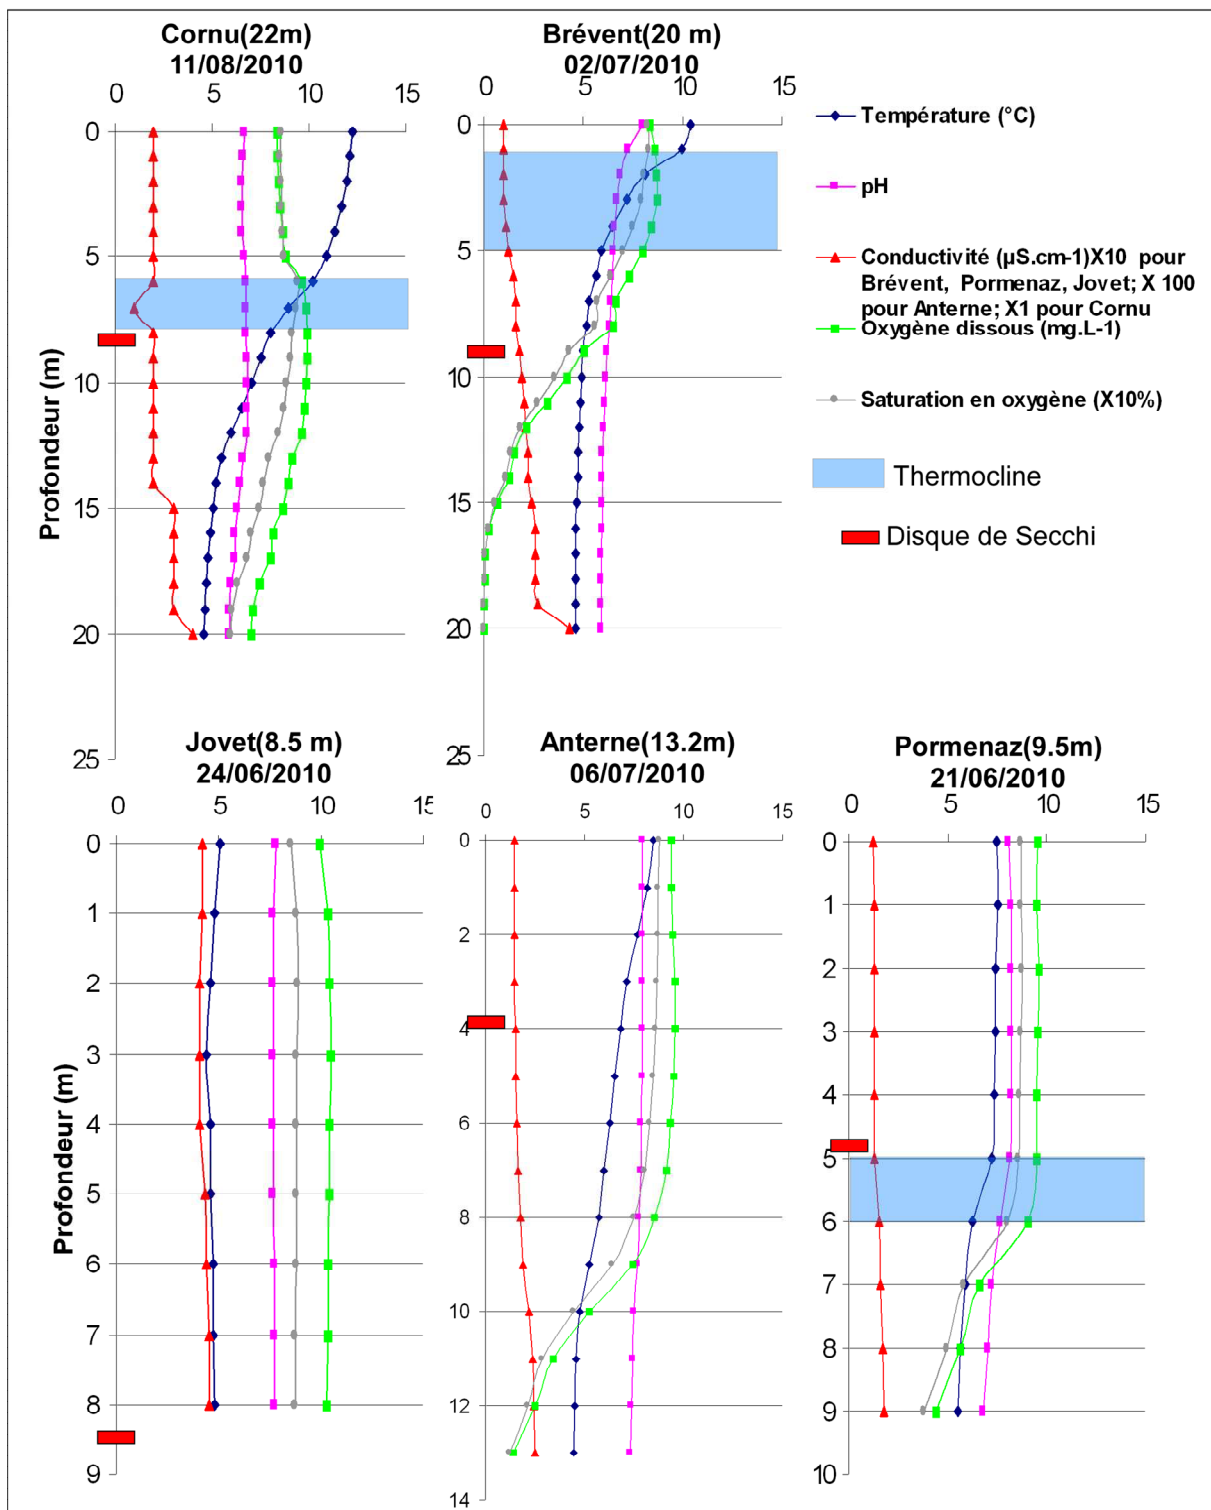 Cornu(22m)
11/08/2010
0 5 10 15
0
5
10
15
20
25
Profondeur (m)
Brévent(20 m)
02/07/2010
0 5 10 15
0
5
10
15
20
25
Température (°C)
pH
Conductivité (µS.cm-1)X10 pour
Brévent, Pormenaz, Jovet; X 100
pour Anterne; X1 pour Cornu
Oxygène dissous (mg.L-1)
Saturation en oxygène (X10%)
Thermocline
Disque de Secchi
Jovet(8.5 m)
24/06/2010
0 5 10 15
0
1
2
3
4
5
6
7
8
9
Profondeur (m)
Anterne(13.2m)
06/07/2010
0 5 10 15
0
2
4
6
8
10
12
14
Pormenaz(9.5m)
21/06/2010
0 5 10 15
0
1
2
3
4
5
6
7
8
9
10